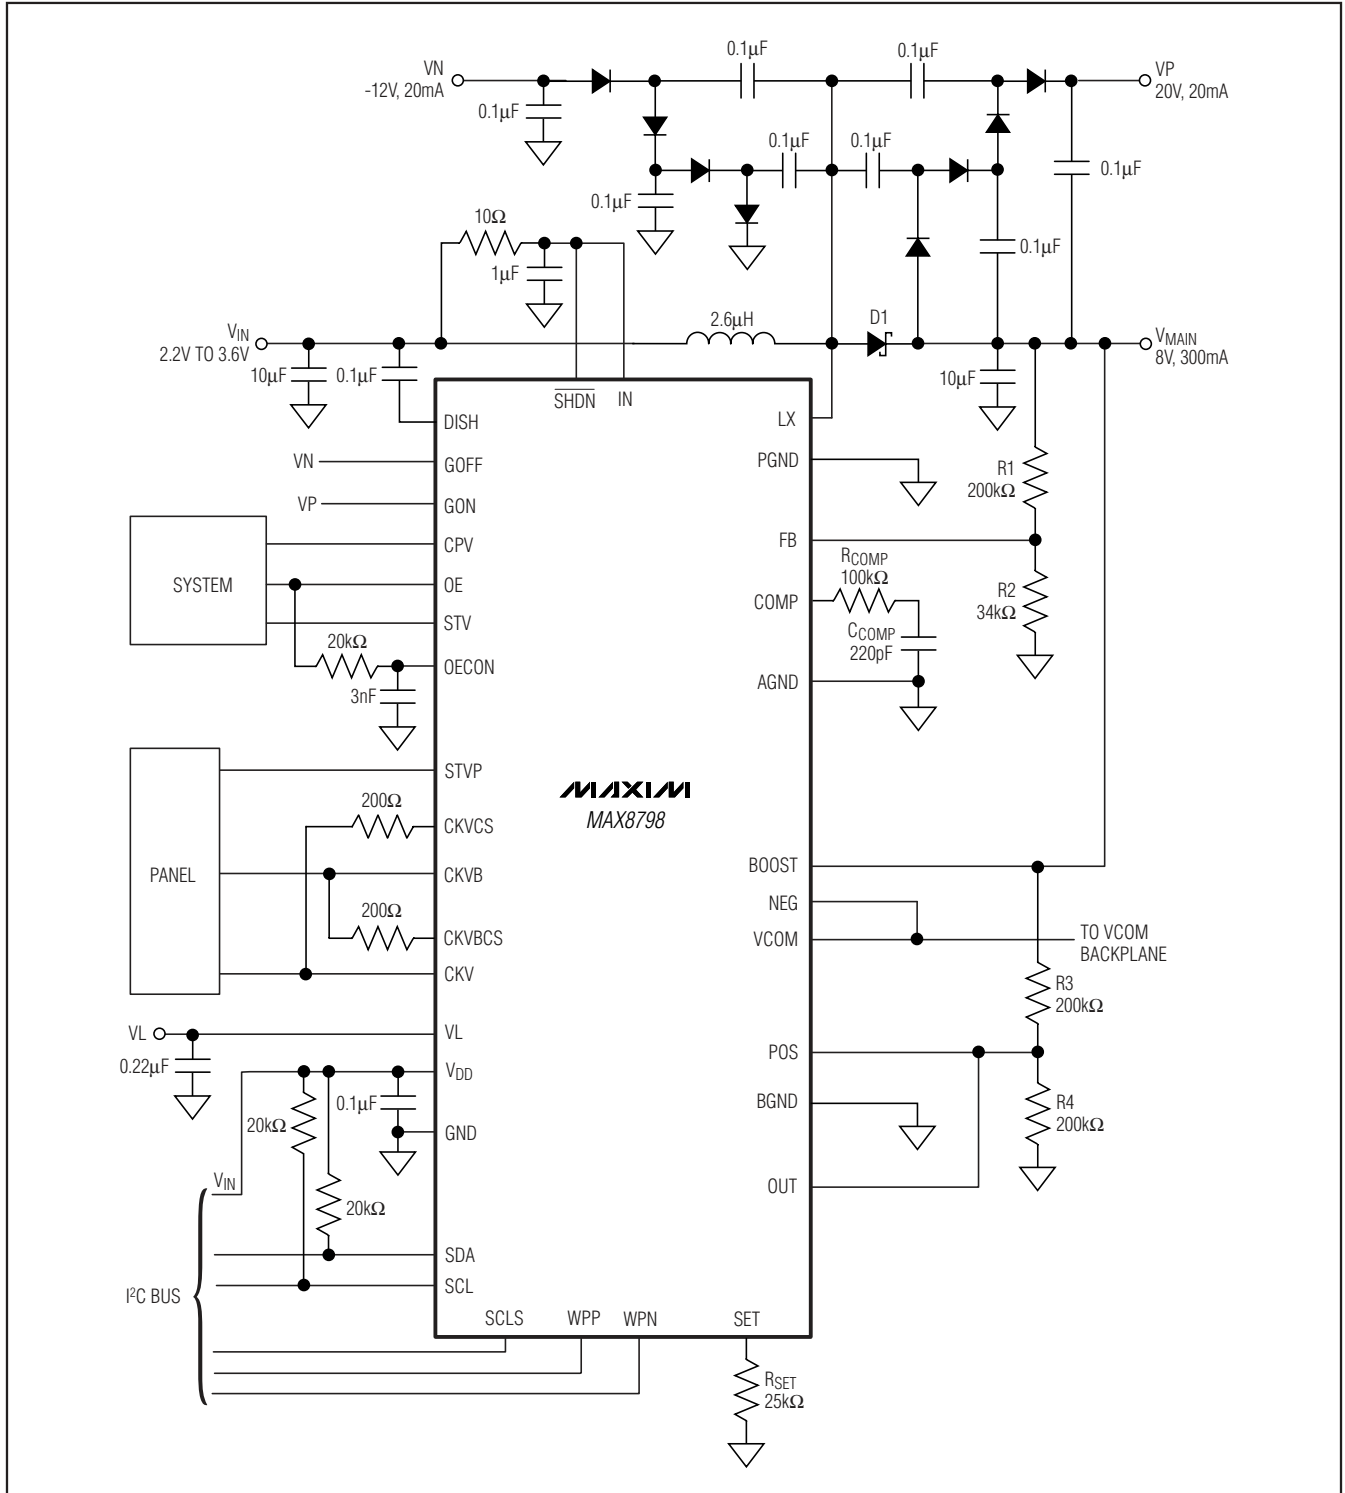 0.1µF
0.1µF
VN
-12V, 20mA
VP
20V, 20mA
0.1µF
0.1µF
0.1µF
0.1µF
0.1µF
10Ω
0.1µF
1µF
2.6µH
D1
VIN
2.2V TO 3.6V
VMAIN
8V, 300mA
10µF
0.1µF
10µF
SHDN
IN
LX
DISH
VN
GOFF
PGND
R1
200kΩ
VP
GON
CPV
FB
SYSTEM
OE
RCOMP
100kΩ
COMP
R2
34kΩ
STV
20kΩ
CCOMP
220pF
OECON
3nF
AGND
STVP
MAXIM
MAX8798
200Ω
CKVCS
PANEL
CKVB
BOOST
200Ω
NEG
CKVBCS
VCOM
TO VCOM
BACKPLANE
CKV
R3
200kΩ
VL
VL
0.22µF
VDD
POS
0.1µF
BGND
R4
200kΩ
20kΩ
GND
VIN
OUT
20kΩ
SDA
SCL
I²C BUS
SCLS
WPP
WPN
SET
RSET
25kΩ